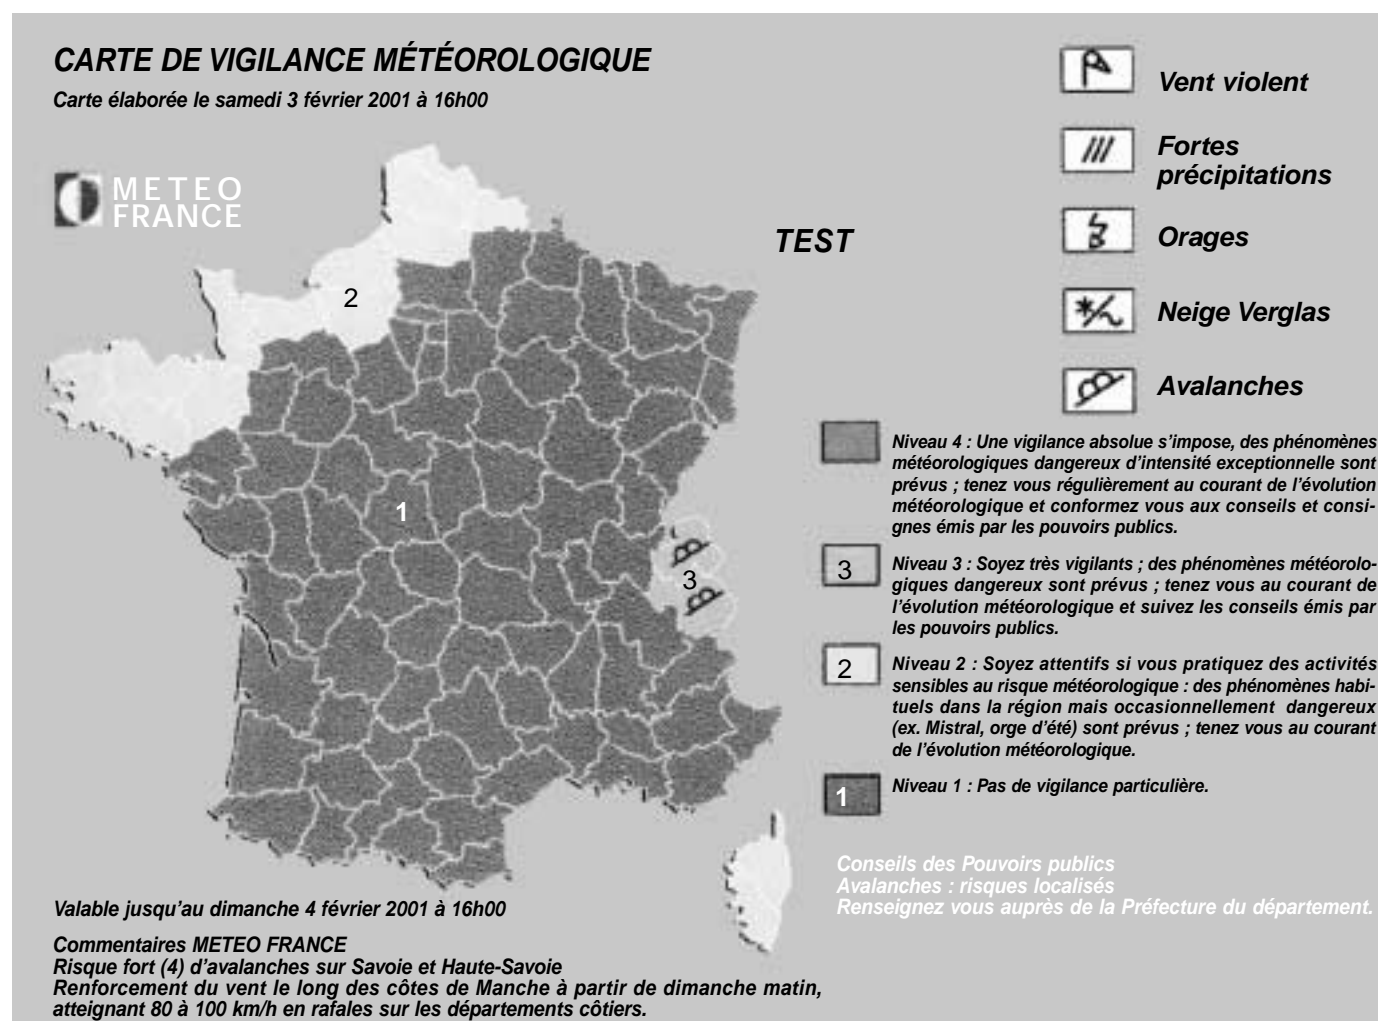 CARTE DE VIGILANCE MÉTÉOROLOGIQUE
Carte élaborée le samedi 3 février 2001 à 16h00
METEO
FRANCE
TEST
2
1
3
Vent violent
Fortes
précipitations
Orages
Neige Verglas
Avalanches
Niveau 4 : Une vigilance absolue s’impose, des phénomènes
météorologiques dangereux d’intensité exceptionnelle sont
prévus ; tenez vous régulièrement au courant de l’évolution
météorologique et conformez vous aux conseils et consi-
gnes émis par les pouvoirs publics.
3
Niveau 3 : Soyez très vigilants ; des phénomènes météorolo-
giques dangereux sont prévus ; tenez vous au courant de
l’évolution météorologique et suivez les conseils émis par
les pouvoirs publics.
2
Niveau 2 : Soyez attentifs si vous pratiquez des activités
sensibles au risque météorologique : des phénomènes habi-
tuels dans la région mais occasionnellement dangereux
(ex. Mistral, orge d’été) sont prévus ; tenez vous au courant
de l’évolution météorologique.
1
Niveau 1 : Pas de vigilance particulière.
Conseils des Pouvoirs publics
Avalanches : risques localisés
Renseignez vous auprès de la Préfecture du département.
Valable jusqu’au dimanche 4 février 2001 à 16h00
Commentaires METEO FRANCE
Risque fort (4) d’avalanches sur Savoie et Haute-Savoie
Renforcement du vent le long des côtes de Manche à partir de dimanche matin,
atteignant 80 à 100 km/h en rafales sur les départements côtiers.